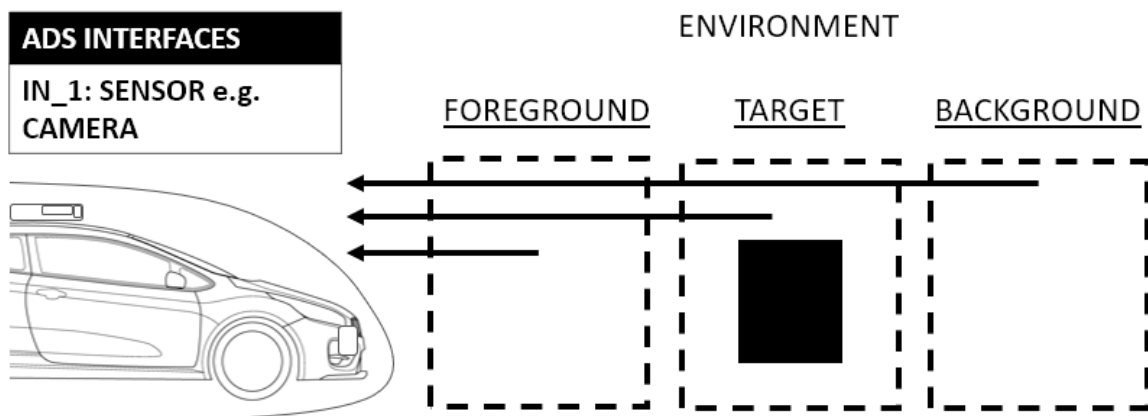 ADS INTERFACES
IN_1: SENSOR e.g.
CAMERA
ENVIRONMENT
FOREGROUND
TARGET
BACKGROUND